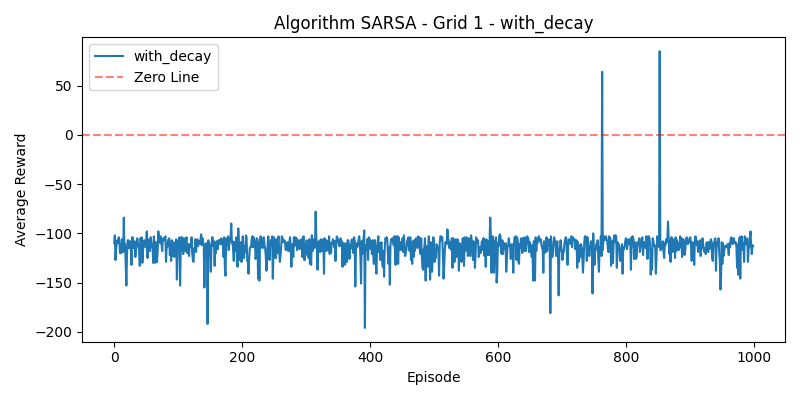 Algorithm SARSA - Grid 1 - with_decay
with_decay
Zero Line
Average Reward
50
0
−50
−100
−150
−200
0
200
400
600
800
1000
Episode